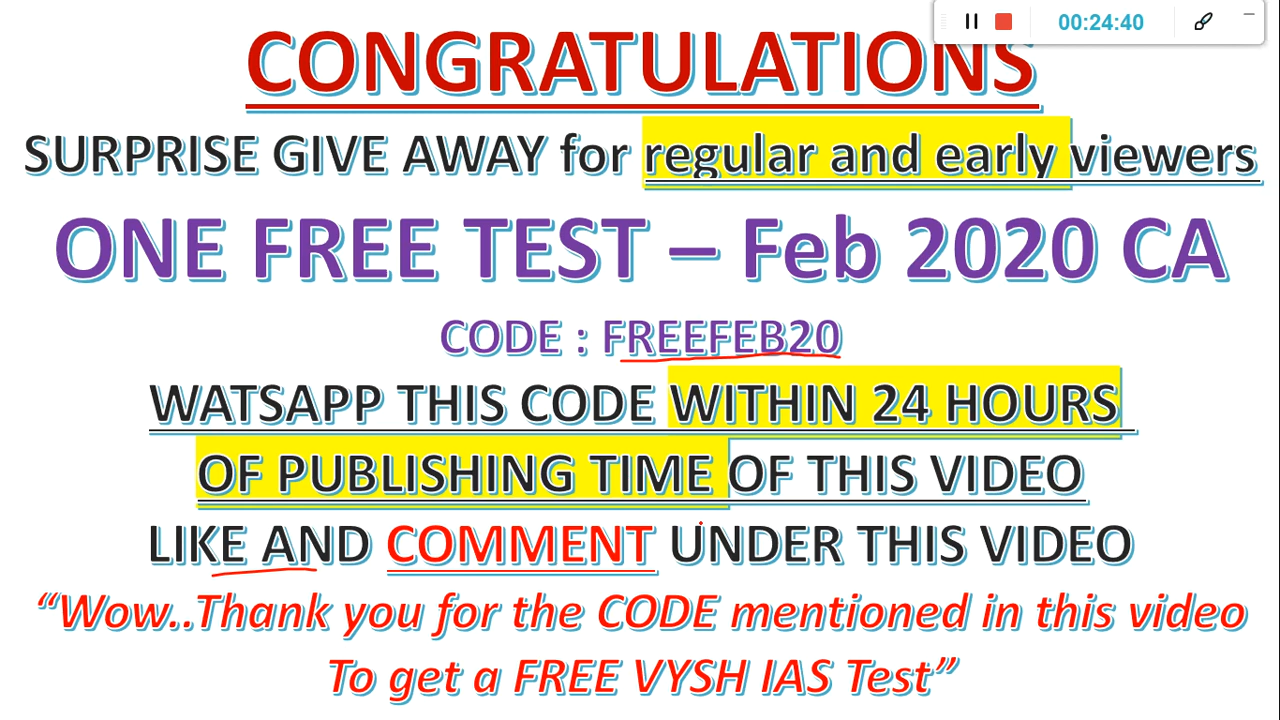 00:24:40
CONGRATULATIONS
SURPRISE GIVE AWAY for regular and early viewers
ONE FREE TEST – Feb 2020 CA
CODE : FREEFEB20
WATSAPP THIS CODE WITHIN 24 HOURS
OF PUBLISHING TIME OF THIS VIDEO
LIKE AND COMMENT UNDER THIS VIDEO
“Wow..Thank you for the CODE mentioned in this video
To get a FREE VYSH IAS Test”